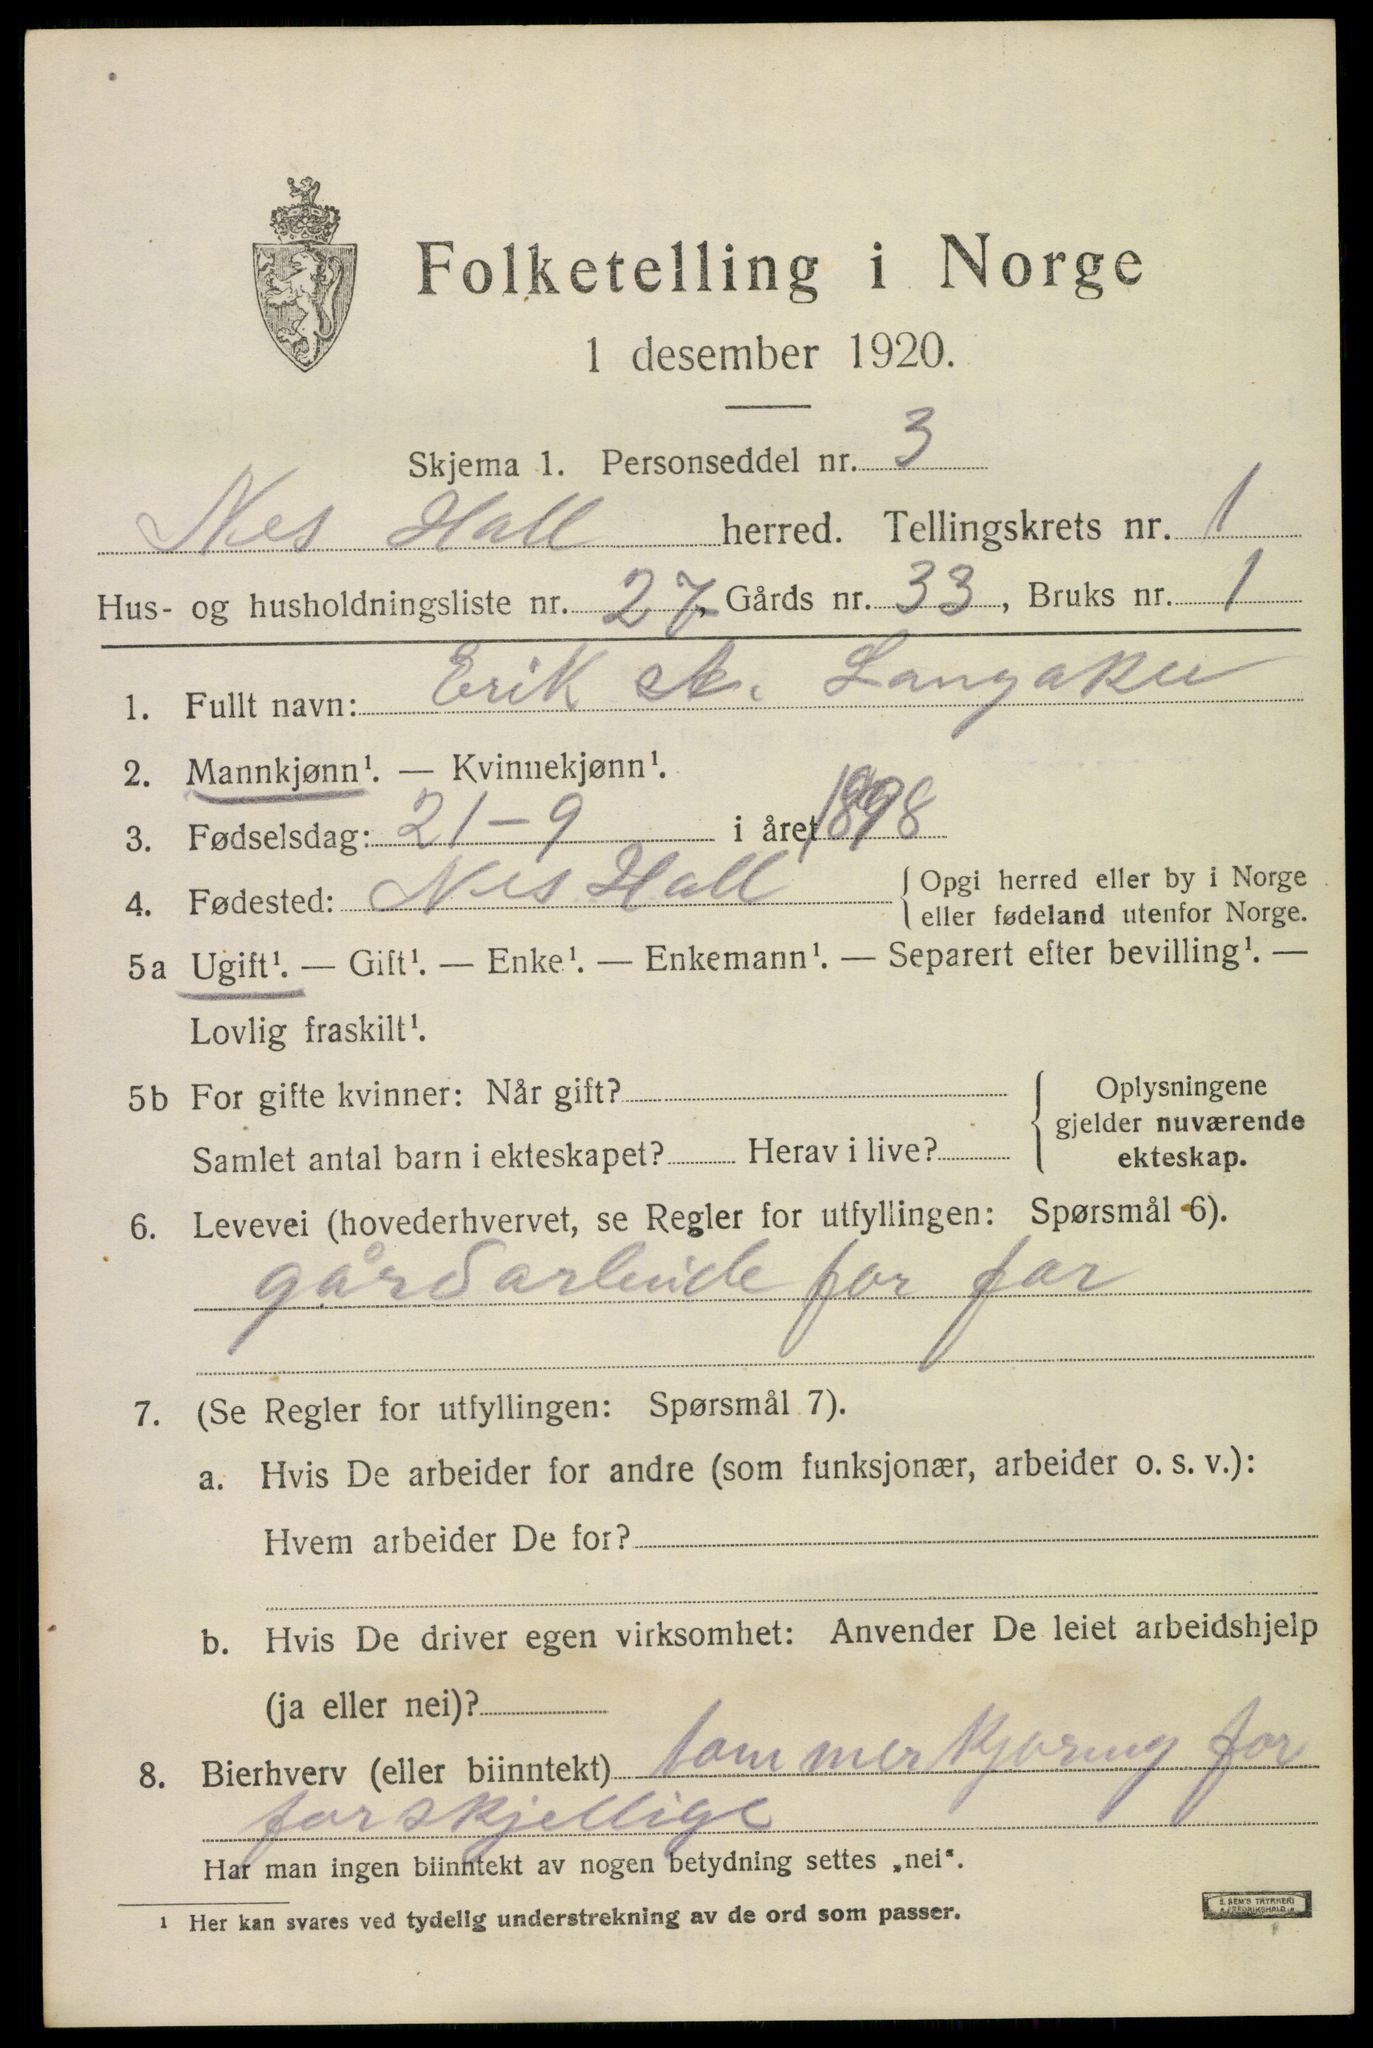 Folketelling i Norge
1 desember 1920.
Skjema 1. Personseddel nr. 3
Nes Hall herred. Tellingskrets nr. 1
Hus- og husholdningsliste nr. 27, Gårds nr. 33, Bruks nr. 1
1. Fullt navn: Erik A. Langaker
2. Mannkjønn¹. — Kvinnekjønn¹.
3. Fødselsdag: 21-9 i året 1898
4. Fødested: Nes Hall { Opgi herred eller by i Norge
eller fødeland utenfor Norge.
5a Ugift¹. — Gift¹. — Enke¹. — Enkemann¹. — Separert efter bevilling¹. —
Lovlig fraskilt¹.
5b For gifte kvinner: Når gift?
Samlet antal barn i ekteskapet? Herav i live?
{ Oplysningene
gjelder nuværende
ekteskap.
6. Levevei (hovederhvervet, se Regler for utfyllingen: Spørsmål 6).
gårdsarbeide for far
7. (Se Regler for utfyllingen: Spørsmål 7).
a. Hvis De arbeider for andre (som funksjonær, arbeider o. s. v.):
Hvem arbeider De for?
b. Hvis De driver egen virksomhet: Anvender De leiet arbeidshjelp
(ja eller nei)?
8. Bierhverv (eller biinntekt) tommerkjoring for
forskjellige
Har man ingen biinntekt av nogen betydning settes „nei“.
¹ Her kan svares ved tydelig understrekning av de ord som passer.
E. SEM'S TRYKKERI
FREDRIKSHALD